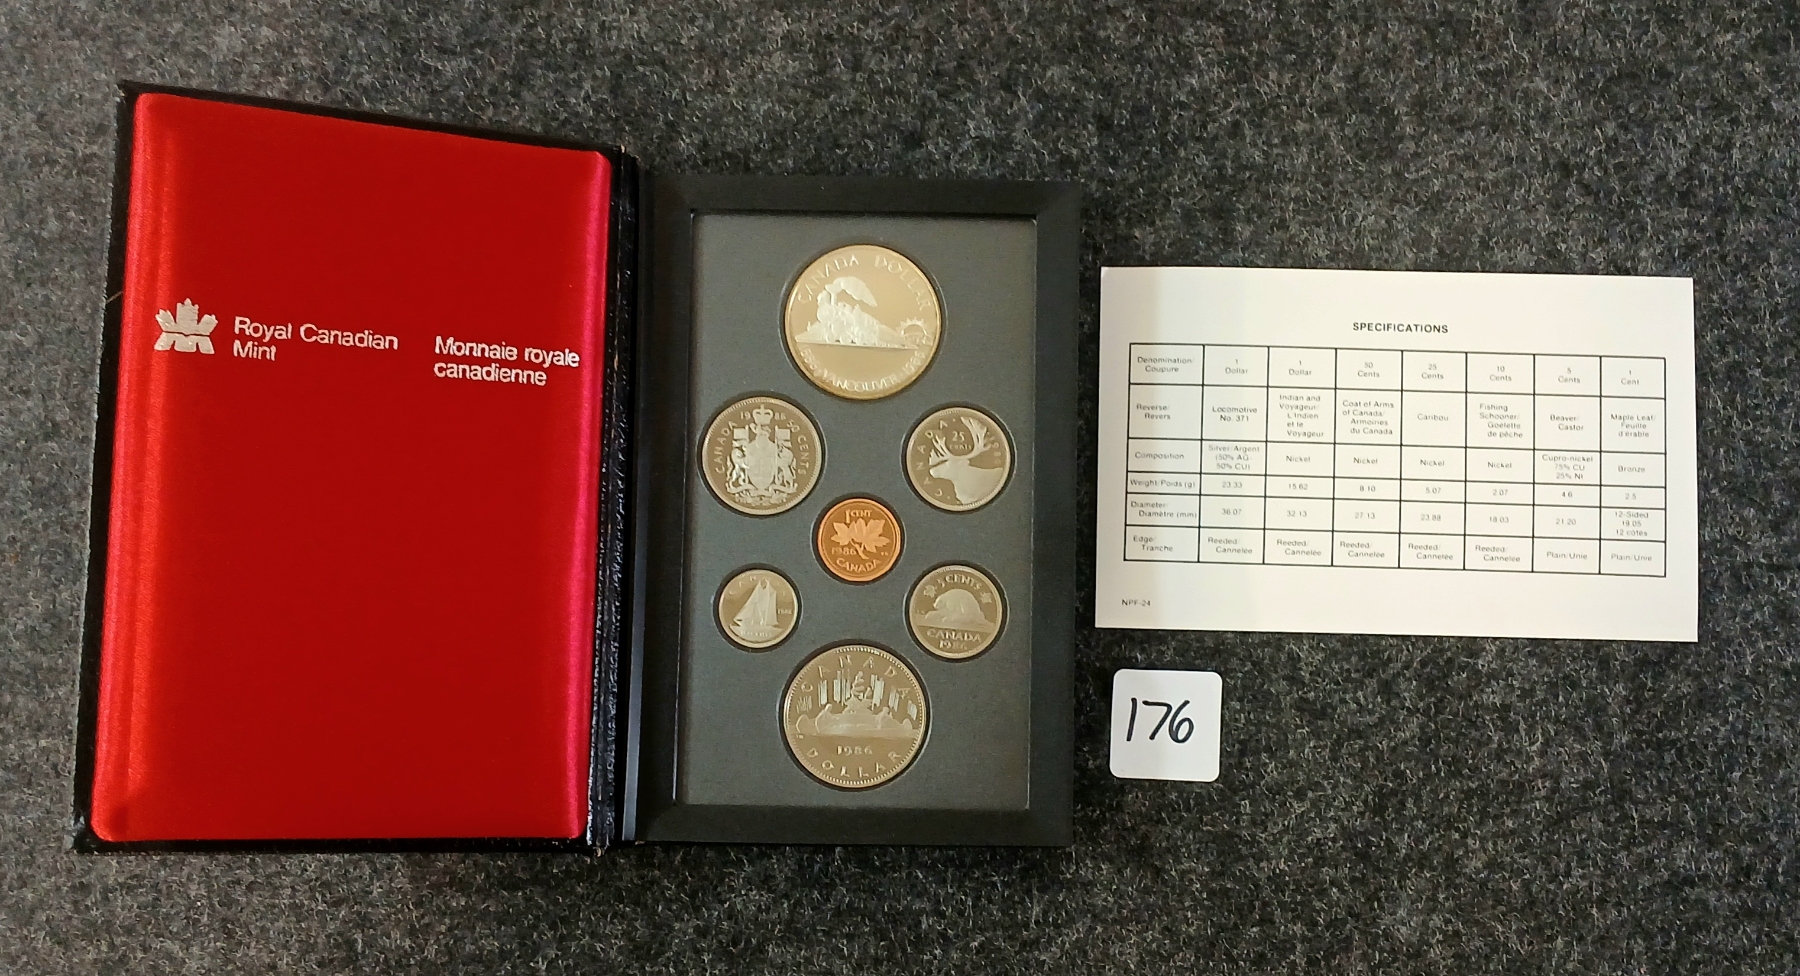 Royal Canadian
Mint
Monnaie royale
canadienne
CANADA DOLLAR
VANCOUVER 1986
1986
CANADA 50 CENTS
CANADA
25
1 CENT
1986
CANADA
5 CENTS
CANADA
1986
CANADA
1986
DOLLAR
SPECIFICATIONS
Denomination/ Coupure | 1 Dollar | 1 Dollar | 50 Cents | 25 Cents | 10 Cents | 5 Cents | 1 Cent
Reverse/ Revers | Locomotive No. 371 | Indian and Voyageur/ L'Indien et le Voyageur | Coat of Arms of Canada/ Armoiries du Canada | Caribou | Fishing Schooner/ Goélette de pêche | Beaver/ Castor | Maple Leaf/ Feuille d'érable
Composition | Silver/Argent (50% AG 50% CU) | Nickel | Nickel | Nickel | Nickel | Cupro-nickel 75% CU 25% NI | Bronze
Weight/Poids (g) | 23.33 | 15.62 | 8.10 | 5.07 | 2.07 | 4.6 | 2.5
Diameter/ Diamètre (mm) | 36.07 | 32.13 | 27.13 | 23.88 | 18.03 | 21.20 | 12-Sided 19.05 12 côtés
Edge/ Tranche | Reeded/ Cannelée | Reeded/ Cannelée | Reeded/ Cannelée | Reeded/ Cannelée | Reeded/ Cannelée | Plain/Unie | Plain/Unie
NPF-24
176